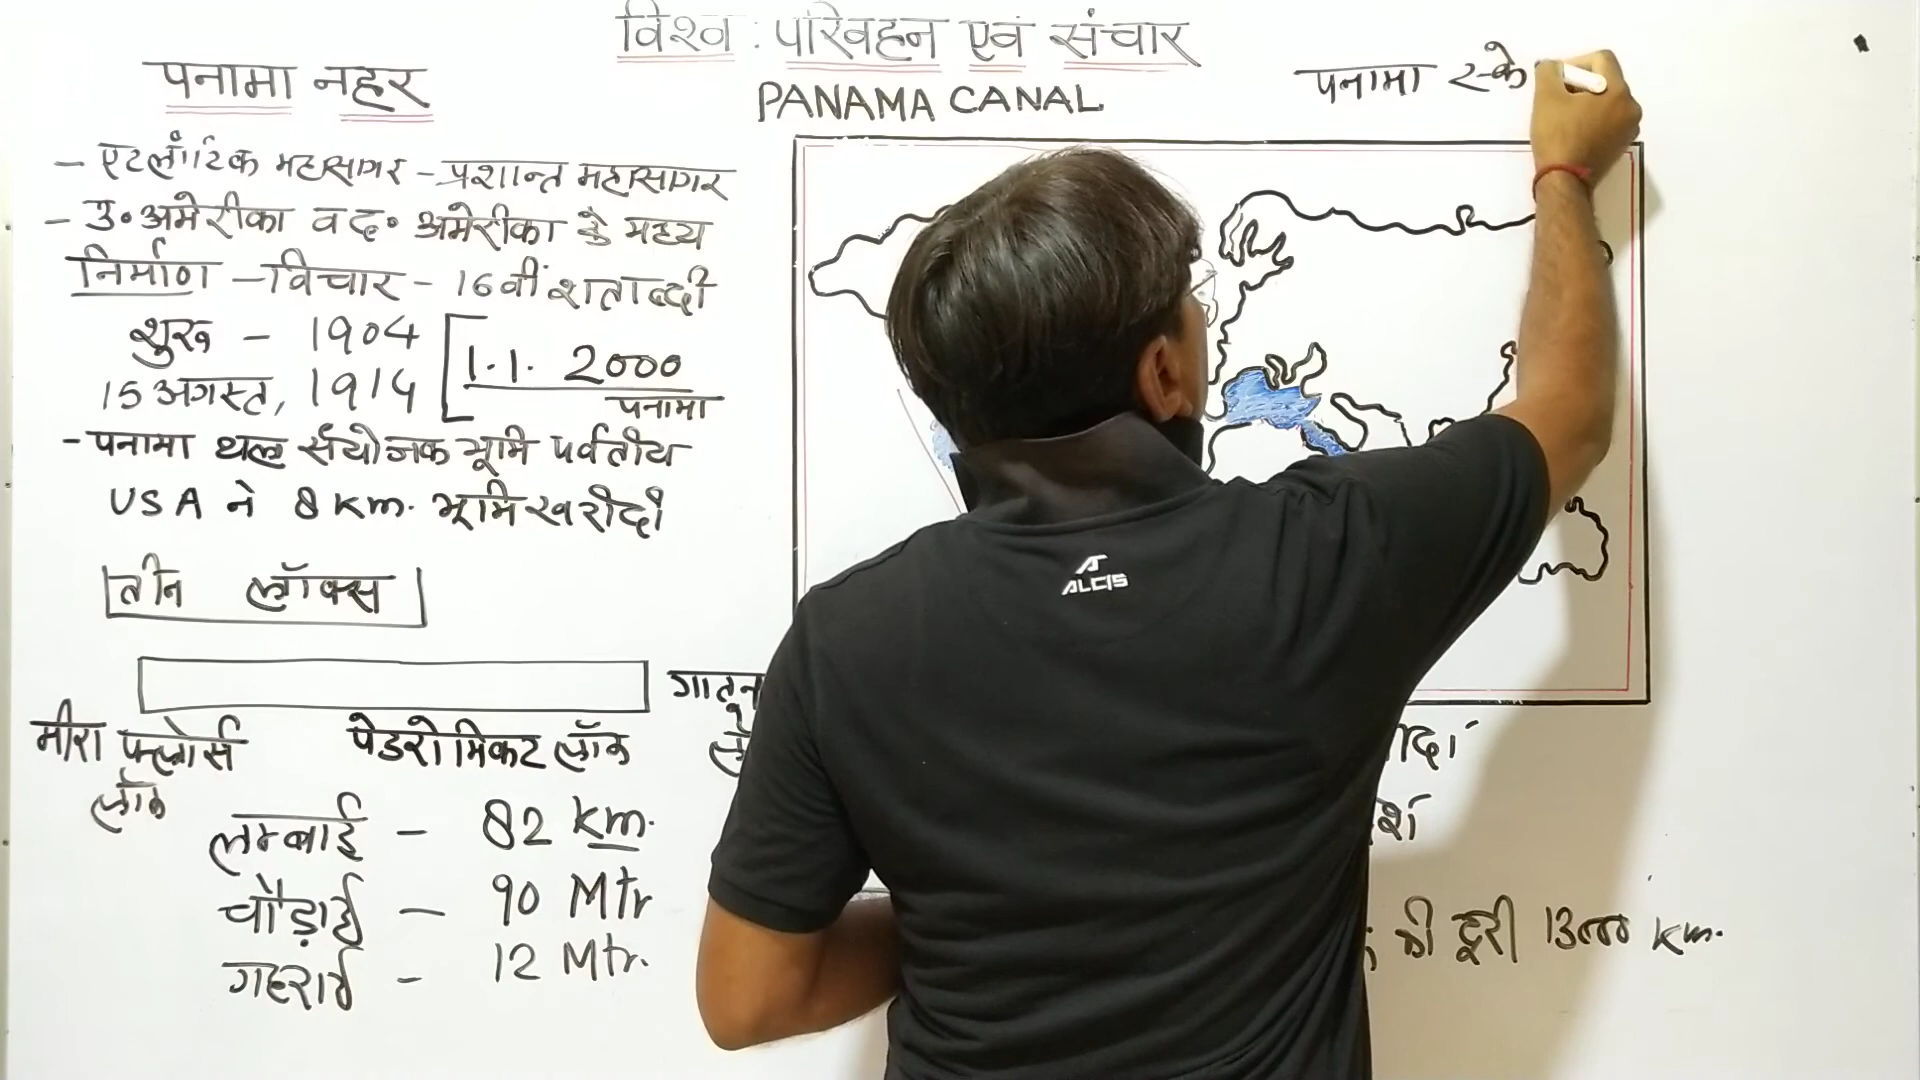 विश्व : परिवहन एवं संचार
पनामा नहर
PANAMA CANAL
पनामा
- एटलांटिक महासागर - प्रशान्त महासागर
- उ॰ अमेरीका व द॰ अमेरीका के मध्य
निर्माण - विचार - 16वीं शताब्दी
शुरू - 1904
15 अगस्त, 1914
1.1. 2000
पनामा
- पनामा थल संयोजक भूमि पर्वतीय
USA ने 8 km. भूमि खरीदी
तीन लॉक्स
गातून
मीरा फ्लोर्स लॉक
पेडरो मिकट लॉक
लम्बाई - 82 km.
चौड़ाई - 90 Mtr
गहराई - 12 Mtr.
की दूरी 13000 km.
ALCIS